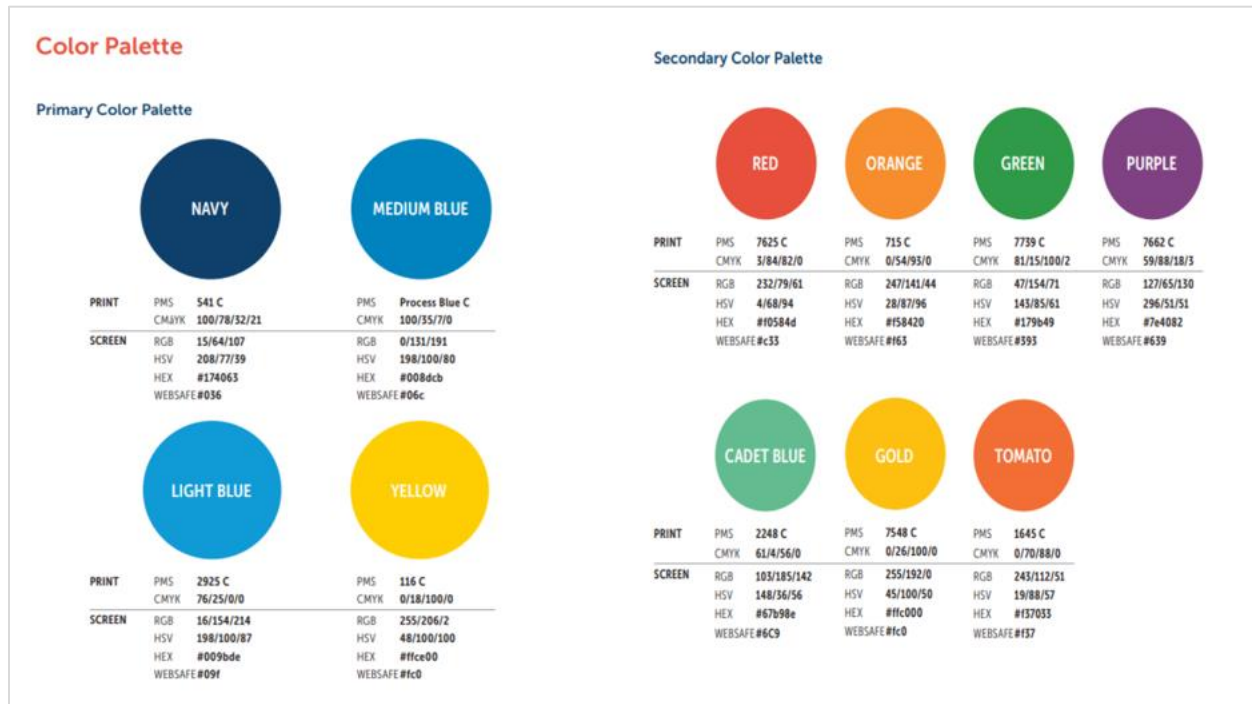 Color Palette
Primary Color Palette
NAVY
MEDIUM BLUE
PRINT PMS 541 C PMS Process Blue C
CMáYK 100/78/32/21 CMYK 100/35/7/0
SCREEN RGB 15/64/107 RGB 0/131/191
HSV 208/77/39 HSV 198/100/80
HEX #174063 HEX #008dcb
WEBSAFE #036 WEBSAFE #06c
LIGHT BLUE
YELLOW
PRINT PMS 2925 C PMS 116 C
CMYK 76/25/0/0 CMYK 0/18/100/0
SCREEN RGB 16/154/214 RGB 255/206/2
HSV 198/100/87 HSV 48/100/100
HEX #009bde HEX #ffce00
WEBSAFE #09f WEBSAFE #fc0
Secondary Color Palette
RED
ORANGE
GREEN
PURPLE
PRINT PMS 7625 C PMS 715 C PMS 7739 C PMS 7662 C
CMYK 3/84/82/0 CMYK 0/54/93/0 CMYK 81/15/100/2 CMYK 59/88/18/3
SCREEN RGB 232/79/61 RGB 247/141/44 RGB 47/154/71 RGB 127/65/130
HSV 4/68/94 HSV 28/87/96 HSV 143/85/61 HSV 296/51/51
HEX #f0584d HEX #f58420 HEX #179b49 HEX #7e4082
WEBSAFE #c33 WEBSAFE #f63 WEBSAFE #393 WEBSAFE #639
CADET BLUE
GOLD
TOMATO
PRINT PMS 2248 C PMS 7548 C PMS 1645 C
CMYK 61/4/56/0 CMYK 0/26/100/0 CMYK 0/70/88/0
SCREEN RGB 103/185/142 RGB 255/192/0 RGB 243/112/51
HSV 148/36/56 HSV 45/100/50 HSV 19/88/57
HEX #67b98e HEX #ffc000 HEX #f37033
WEBSAFE #6C9 WEBSAFE #fc0 WEBSAFE #f37